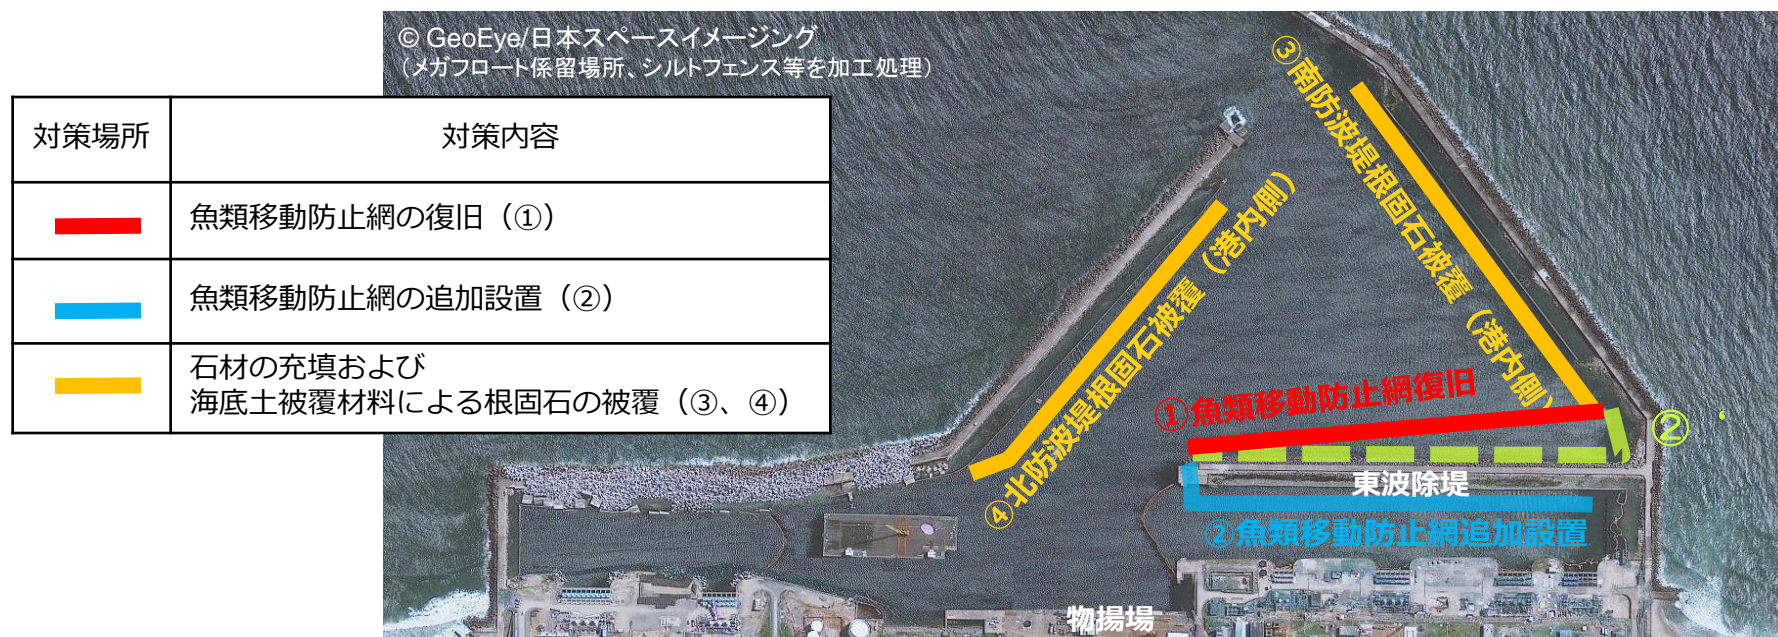 © GeoEye/日本スペースイメージング
（メガフロート係留場所、シルトフェンス等を加工処理）
対策場所
対策内容
魚類移動防止網の復旧（①）
魚類移動防止網の追加設置（②）
石材の充填および
海底土被覆材料による根固石の被覆（③、④）
③南防波堤根固石被覆（港内側）
④北防波堤根固石被覆（港内側）
①魚類移動防止網復旧
②
東波除堤
②魚類移動防止網追加設置
物揚場